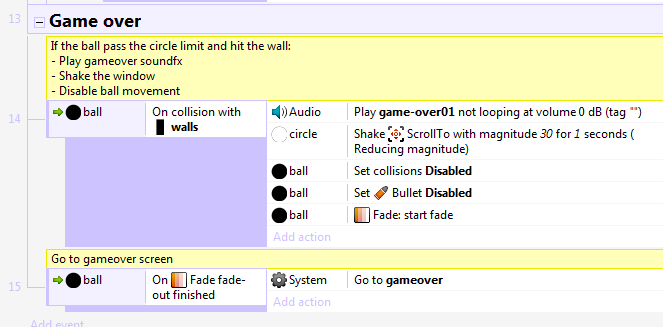 13 Game over
If the ball pass the circle limit and hit the wall:
- Play gameover soundfx
- Shake the window
- Disable ball movement
14 ball On collision with walls Audio Play game-over01 not looping at volume 0 dB (tag "")
circle Shake ScrollTo with magnitude 30 for 1 seconds (
Reducing magnitude)
ball Set collisions Disabled
ball Set Bullet Disabled
ball Fade: start fade
Add action
Go to gameover screen
15 ball On Fade fade-
out finished System Go to gameover
Add action
Add event